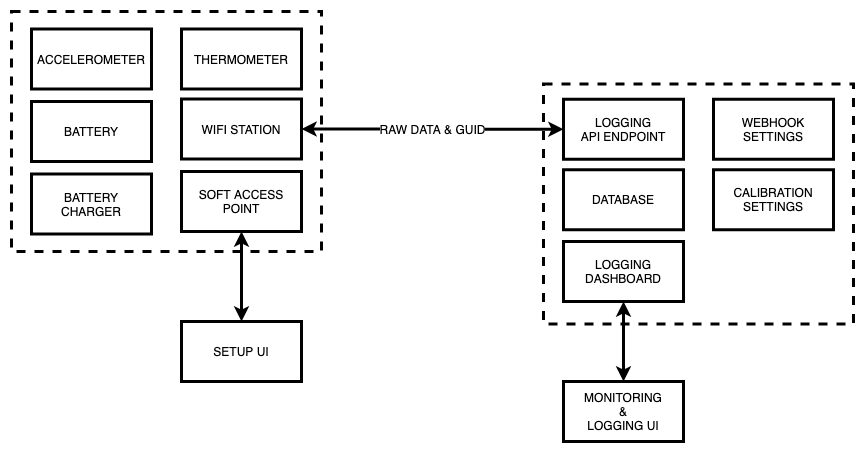 ACCELEROMETER
THERMOMETER
BATTERY
WIFI STATION
BATTERY
CHARGER
SOFT ACCESS
POINT
RAW DATA & GUID
LOGGING
API ENDPOINT
WEBHOOK
SETTINGS
DATABASE
CALIBRATION
SETTINGS
LOGGING
DASHBOARD
SETUP UI
MONITORING
&
LOGGING UI